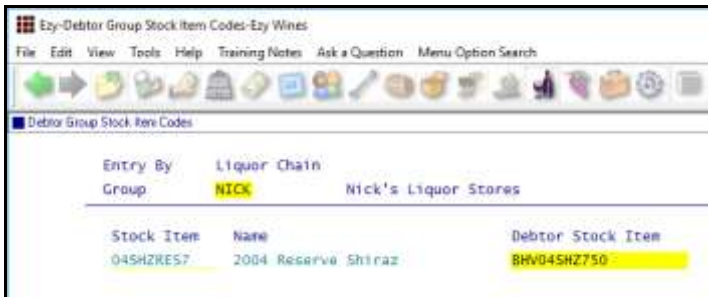 Ezy-Debtor Group Stock Item Codes-Ezy Wines
File Edit View Tools Help Training Notes Ask a Question Menu Option Search
Debtor Group Stock Item Codes
Entry By Liquor Chain
Group NICK Nick's Liquor Stores
Stock Item Name Debtor Stock Item
04SHZRES7 2004 Reserve Shiraz BHV04SHZ750